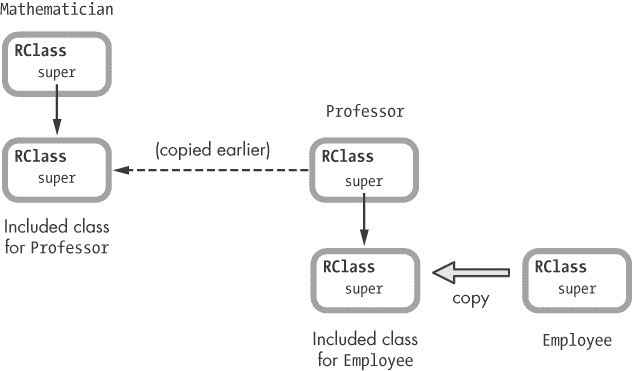 Mathematician
RClass
super
RClass
super
Included class
for Professor
(copied earlier)
Professor
RClass
super
RClass
super
Included class
for Employee
copy
RClass
super
Employee